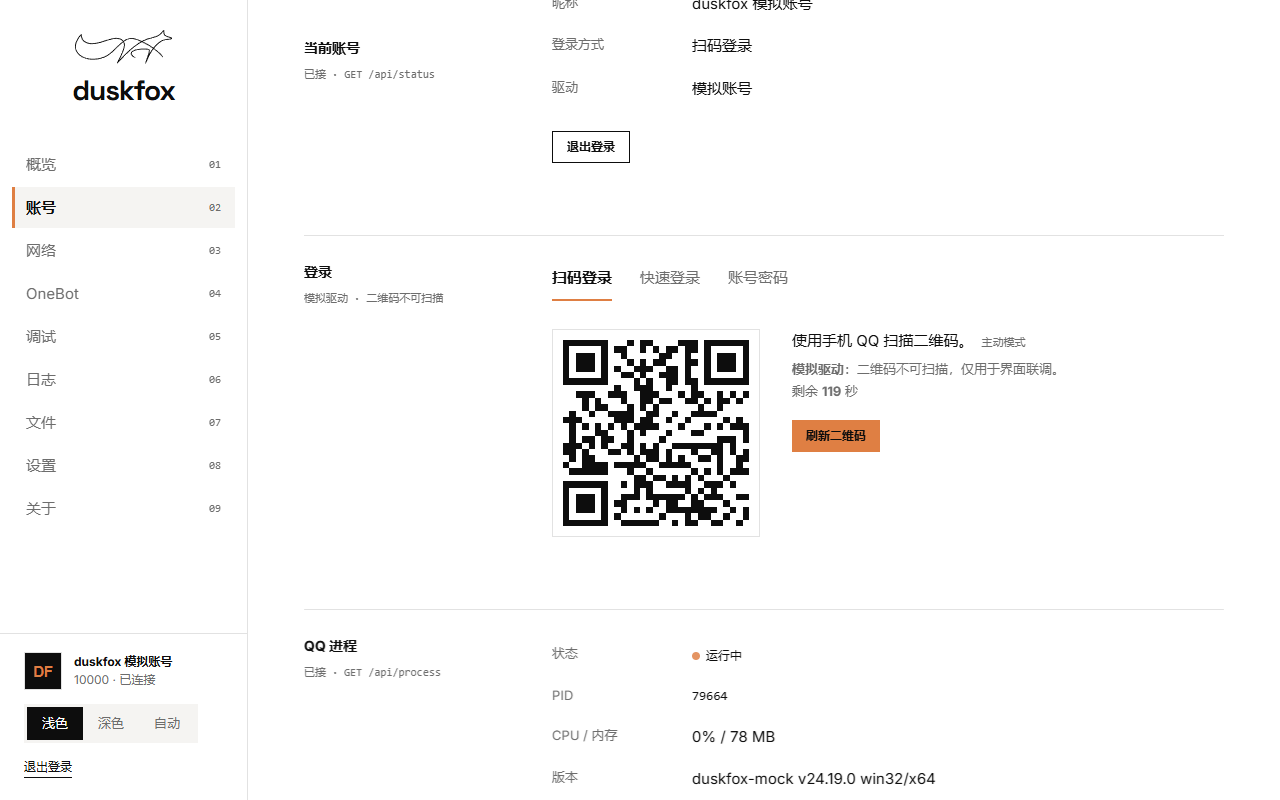 duskfox
概览 01
账号 02
网络 03
OneBot 04
调试 05
日志 06
文件 07
设置 08
关于 09
DF
duskfox 模拟账号
10000 · 已连接
浅色 深色 自动
退出登录
当前账号
已接 · GET /api/status
昵称 duskfox 模拟账号
登录方式 扫码登录
驱动 模拟账号
退出登录
登录
模拟驱动 · 二维码不可扫描
扫码登录 快速登录 账号密码
使用手机 QQ 扫描二维码。 主动模式
模拟驱动：二维码不可扫描，仅用于界面联调。
剩余 119 秒
刷新二维码
QQ 进程
已接 · GET /api/process
状态 运行中
PID 79664
CPU / 内存 0% / 78 MB
版本 duskfox-mock v24.19.0 win32/x64